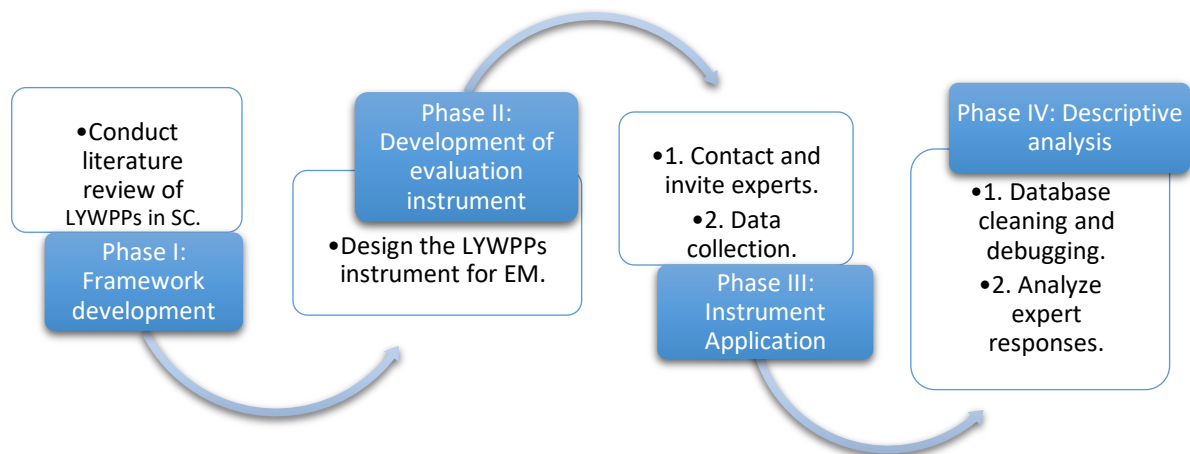 •Conduct
literature
review of
LYWPPs in SC.
Phase I:
Framework
development
Phase II:
Development of
evaluation
instrument
•Design the LYWPPs
instrument for EM.
•1. Contact and
invite experts.
•2. Data
collection.
Phase III:
Instrument
Application
Phase IV: Descriptive
analysis
•1. Database
cleaning and
debugging.
•2. Analyze
expert
responses.